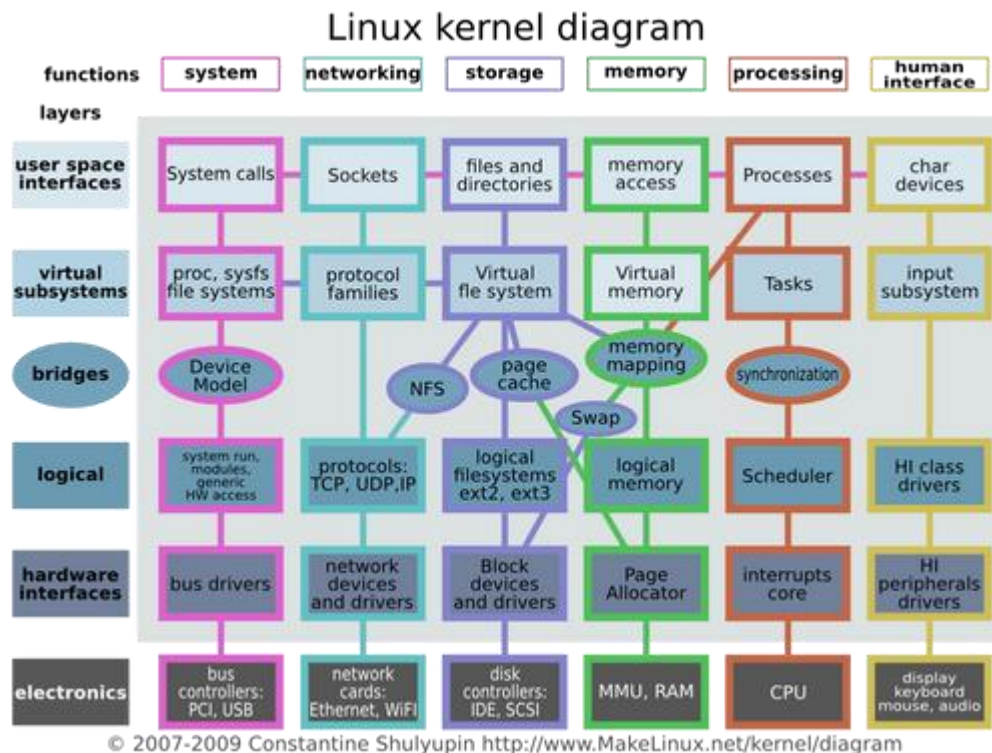 Linux kernel diagram
functions
system
networking
storage
memory
processing
human
interface
layers
user space
interfaces
System calls
Sockets
files and
directories
memory
access
Processes
char
devices
virtual
subsystems
proc, sysfs
file systems
protocol
families
Virtual
fle system
Virtual
memory
Tasks
input
subsystem
bridges
Device
Model
NFS
page
cache
memory
mapping
synchronization
Swap
logical
system run,
modules,
generic
HW access
protocols:
TCP, UDP,IP
logical
filesystems
ext2, ext3
logical
memory
Scheduler
HI class
drivers
hardware
interfaces
bus drivers
network
devices
and drivers
Block
devices
and drivers
Page
Allocator
interrupts
core
HI
peripherals
drivers
electronics
bus
controllers:
PCI, USB
network
cards:
Ethernet, WiFI
disk
controllers:
IDE, SCSI
MMU, RAM
CPU
display
keyboard
mouse, audio
© 2007-2009 Constantine Shulyupin http://www.MakeLinux.net/kernel/diagram